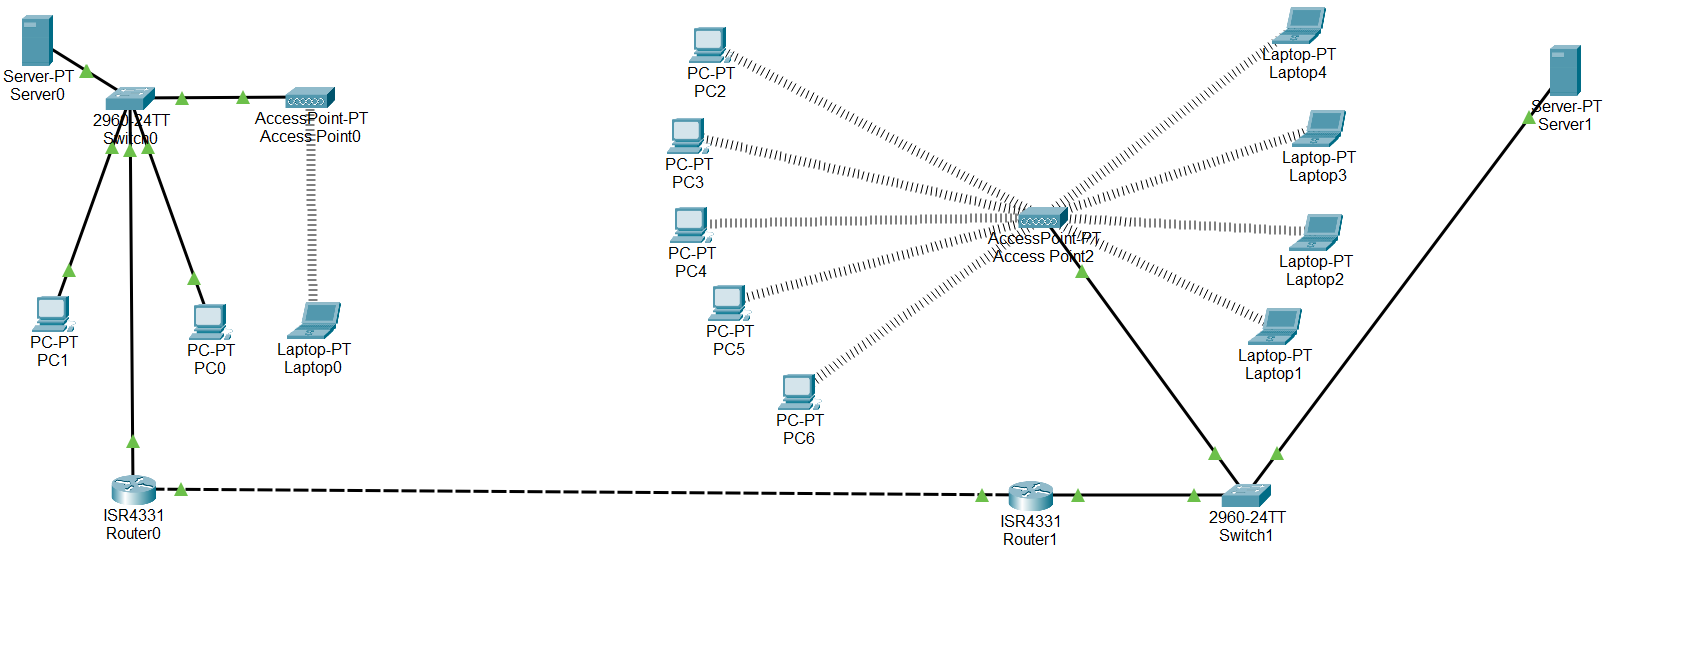 Server-PT
Server0
2960-24TT
Switch0
AccessPoint-PT
Access Point0
PC-PT
PC1
PC-PT
PC0
Laptop-PT
Laptop0
ISR4331
Router0
PC-PT
PC2
PC-PT
PC3
PC-PT
PC4
PC-PT
PC5
PC-PT
PC6
AccessPoint-PT
Access Point2
Laptop-PT
Laptop4
Laptop-PT
Laptop3
Laptop-PT
Laptop2
Laptop-PT
Laptop1
Server-PT
Server1
ISR4331
Router1
2960-24TT
Switch1